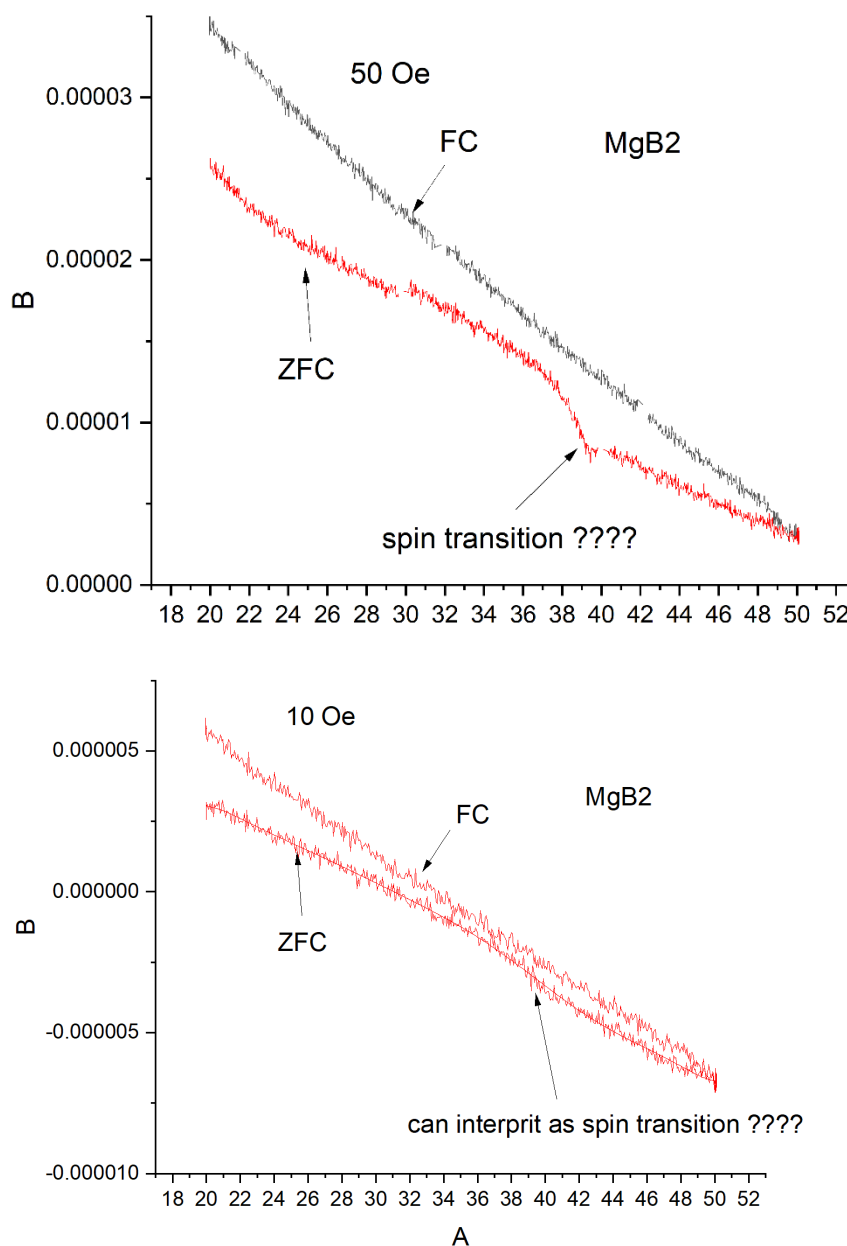 50 Oe
0.00003
FC
MgB2
0.00002
B
ZFC
0.00001
spin transition ????
0.00000
18 20 22 24 26 28 30 32 34 36 38 40 42 44 46 48 50 52
10 Oe
0.000005
MgB2
FC
0.000000
B
ZFC
-0.000005
can interprit as spin transition ????
-0.000010
18 20 22 24 26 28 30 32 34 36 38 40 42 44 46 48 50 52
A